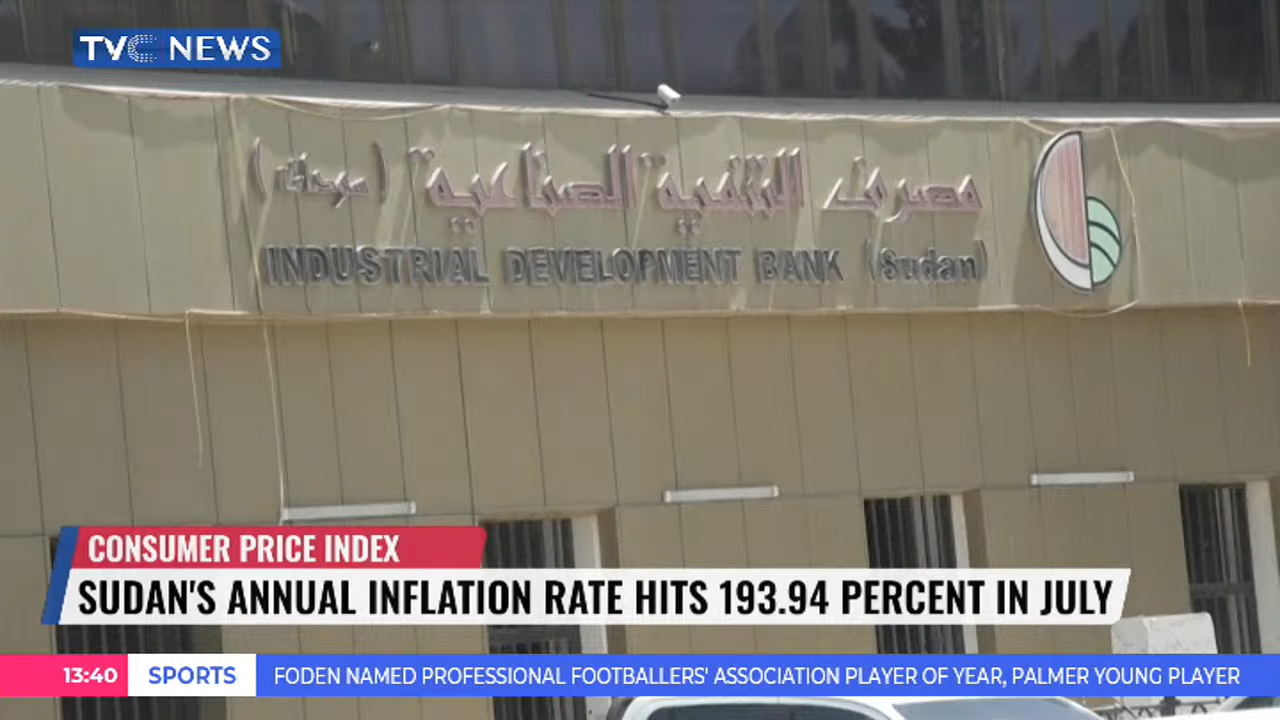 TVC NEWS
مصرف التنمية الصناعية (سودان)
INDUSTRIAL DEVELOPMENT BANK (Sudan)
CONSUMER PRICE INDEX
SUDAN'S ANNUAL INFLATION RATE HITS 193.94 PERCENT IN JULY
13:40 SPORTS FODEN NAMED PROFESSIONAL FOOTBALLERS' ASSOCIATION PLAYER OF YEAR, PALMER YOUNG PLAYER